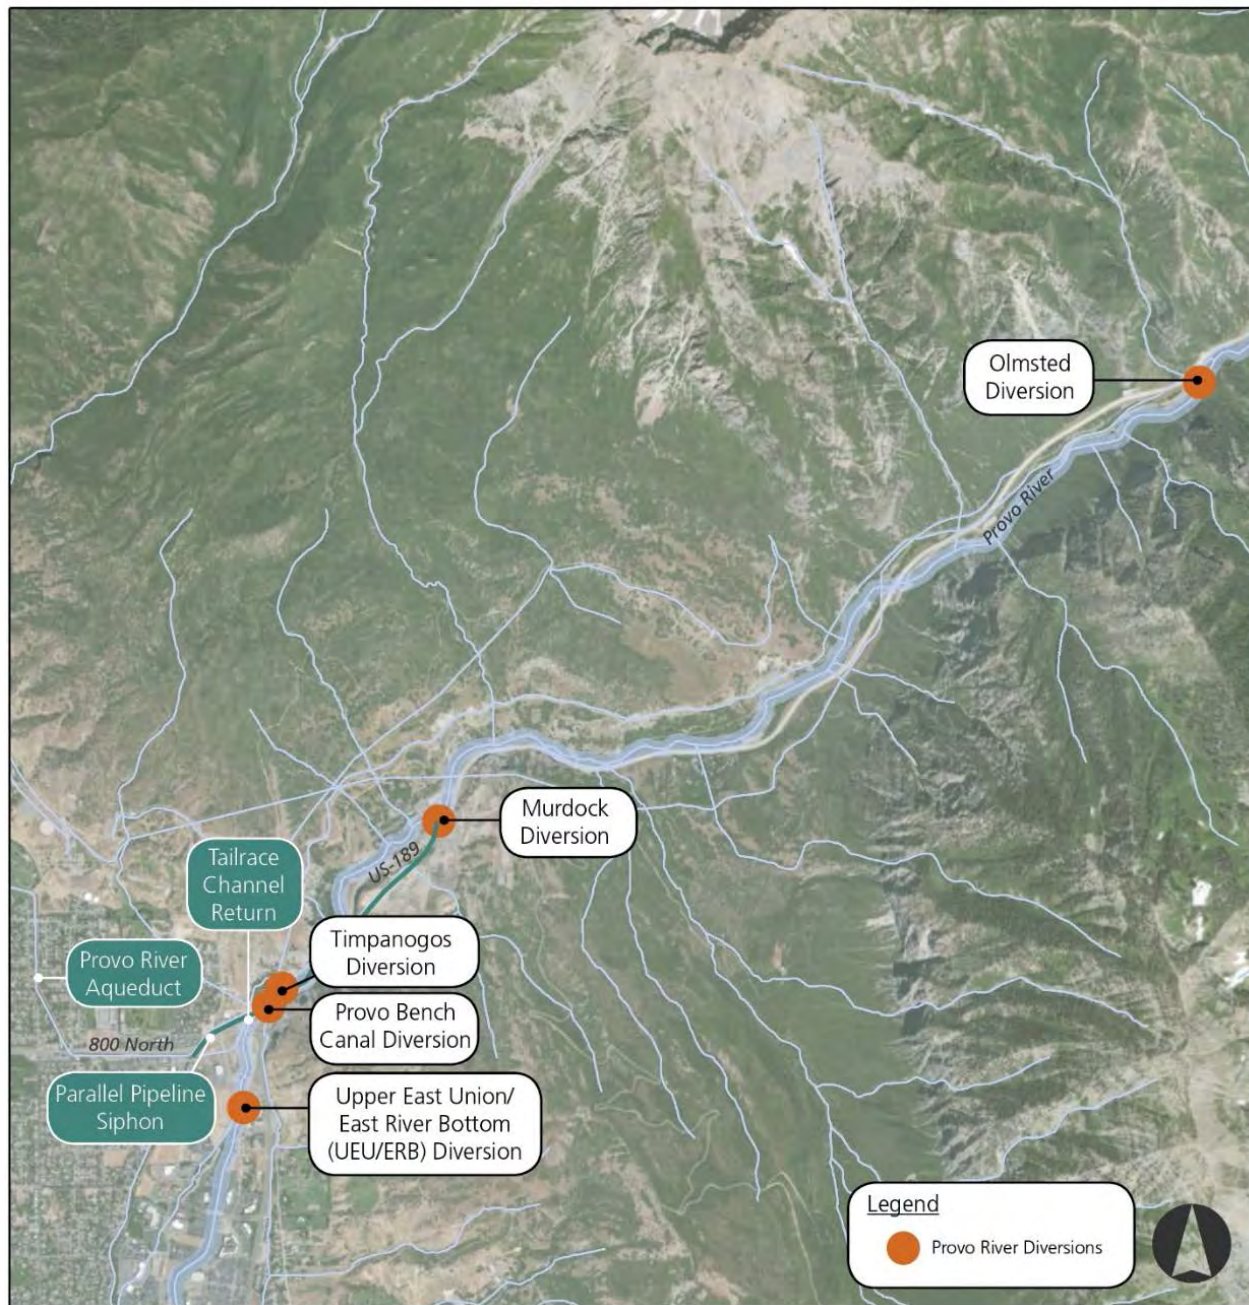 Olmsted
Diversion
Provo River
Murdock
Diversion
US-189
Tailrace
Channel
Return
Timpanogos
Diversion
Provo River
Aqueduct
Provo Bench
Canal Diversion
800 North
Parallel Pipeline
Siphon
Upper East Union/
East River Bottom
(UEU/ERB) Diversion
Legend
Provo River Diversions